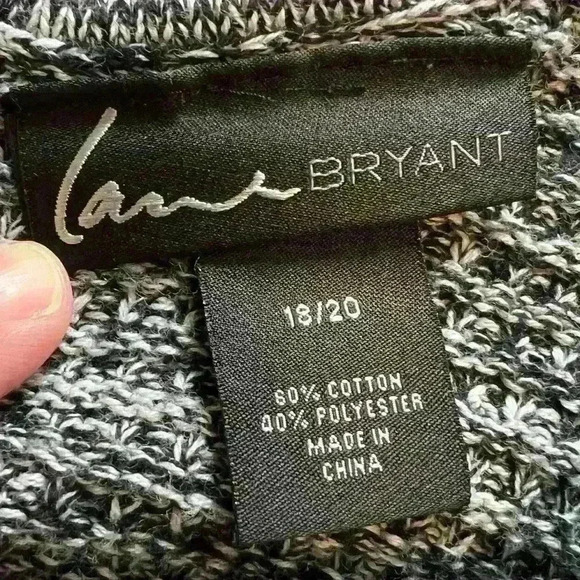 Lane BRYANT
18/20
60% COTTON
40% POLYESTER
MADE IN
CHINA